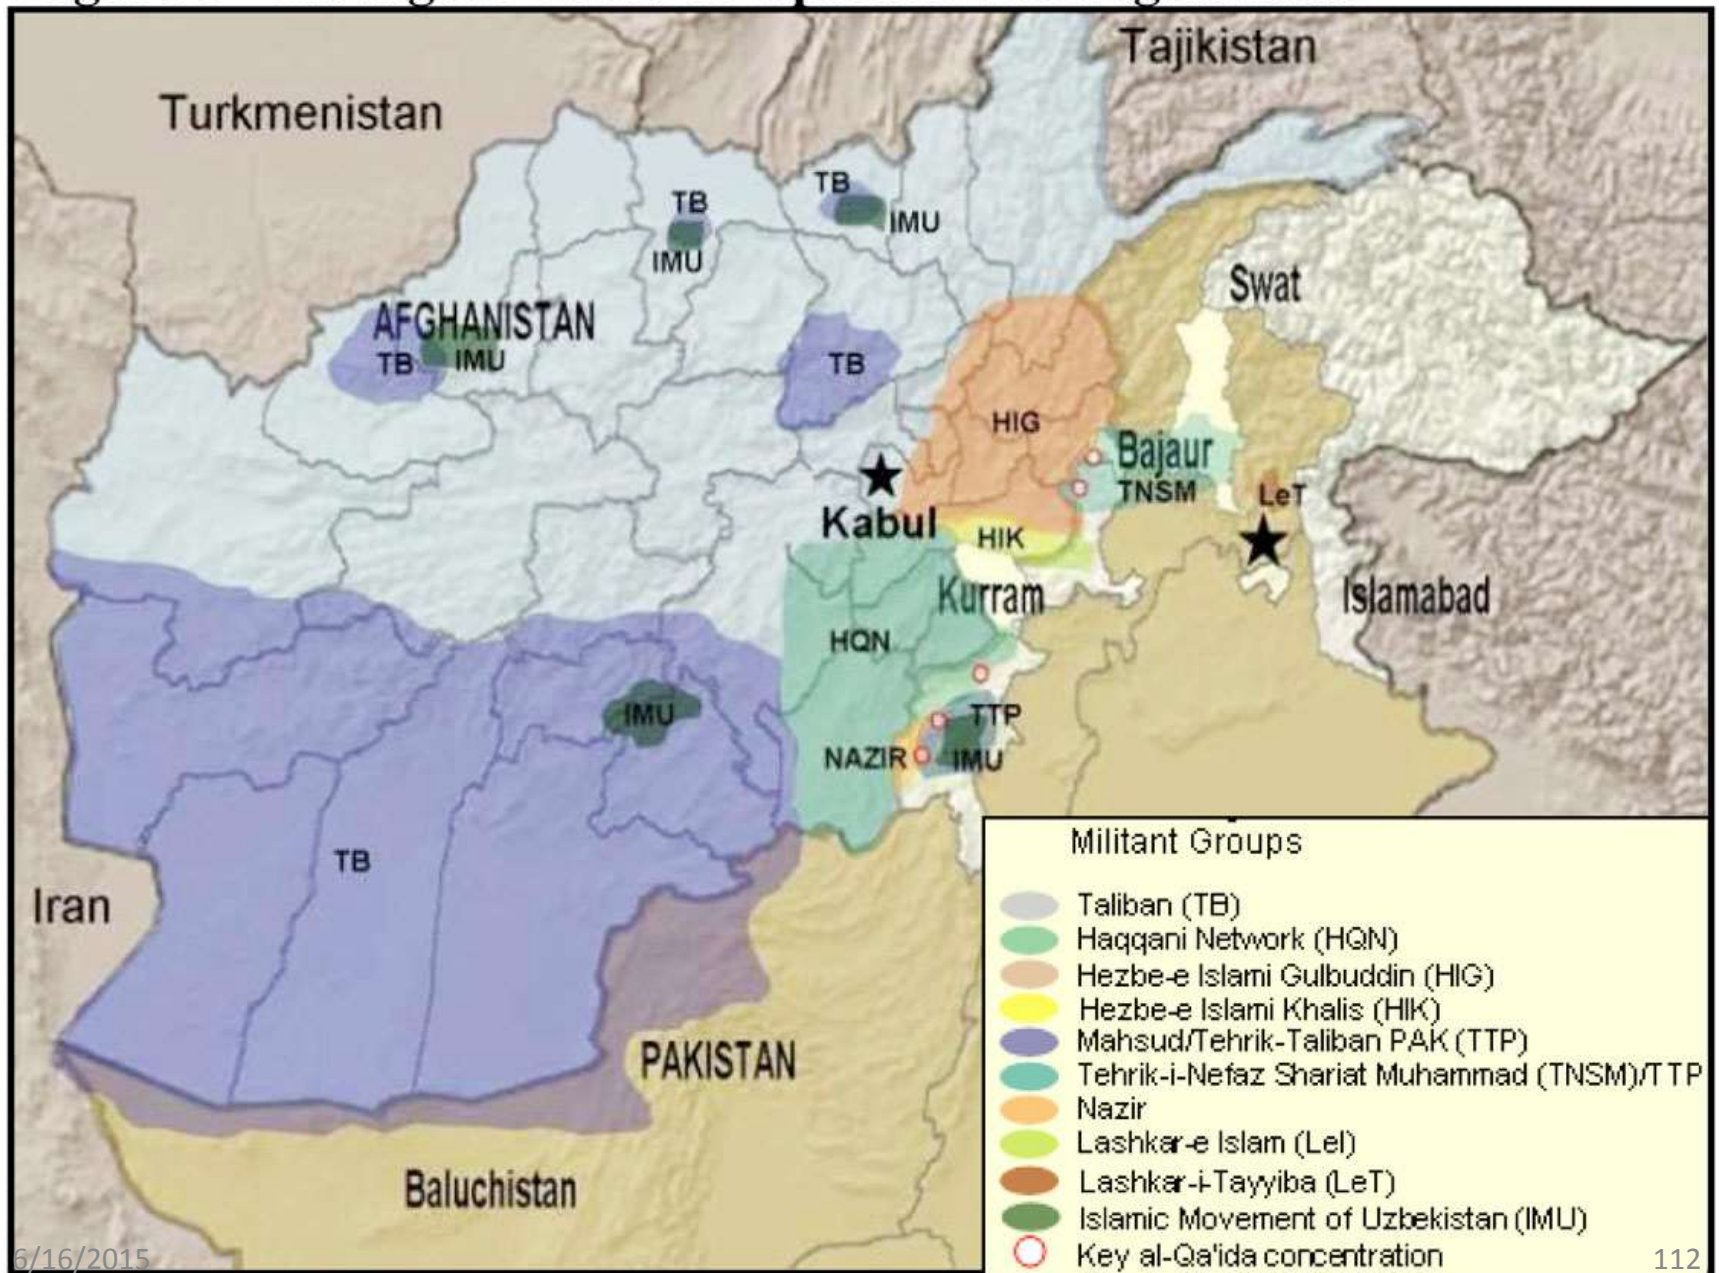 Tajikistan
Turkmenistan
TB
TB
IMU
IMU
Swat
AFGHANISTAN
TB
IMU
TB
HIG
Bajaur
TNSM
LeT
Kabul
HIK
Kurram
Islamabad
HQN
IMU
TTP
NAZIR
IMU
TB
Iran
PAKISTAN
Baluchistan
Militant Groups
Taliban (TB)
Haqqani Network (HQN)
Hezbe-e Islami Gulbuddin (HIG)
Hezbe-e Islami Khalis (HIK)
Mahsud/Tehrik-Taliban PAK (TTP)
Tehrik-i-Nefaz Shariat Muhammad (TNSM)/TTP
Nazir
Lashkar-e Islam (LeI)
Lashkar-i-Tayyiba (LeT)
Islamic Movement of Uzbekistan (IMU)
Key al-Qa'ida concentration
6/16/2015
112